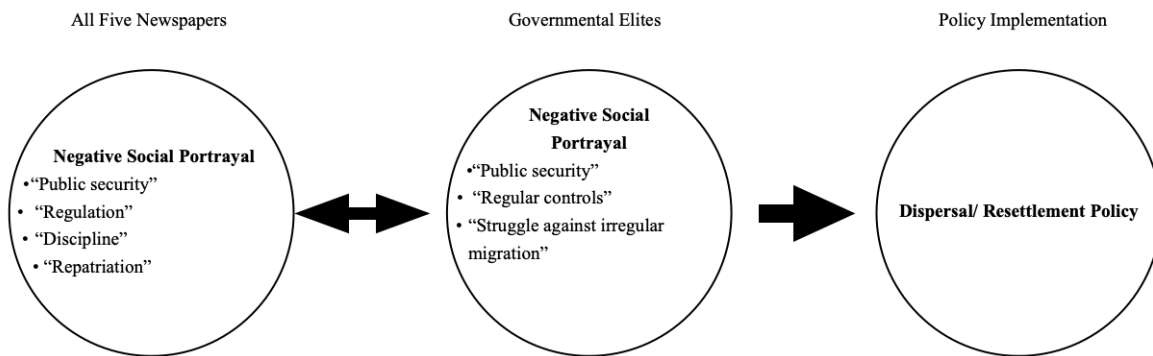 All Five Newspapers
Governmental Elites
Policy Implementation
Negative Social Portrayal
•“Public security”
• “Regulation”
• “Discipline”
• “Repatriation”
Negative Social
Portrayal
•“Public security”
• “Regular controls”
• “Struggle against irregular
migration”
Dispersal/ Resettlement Policy